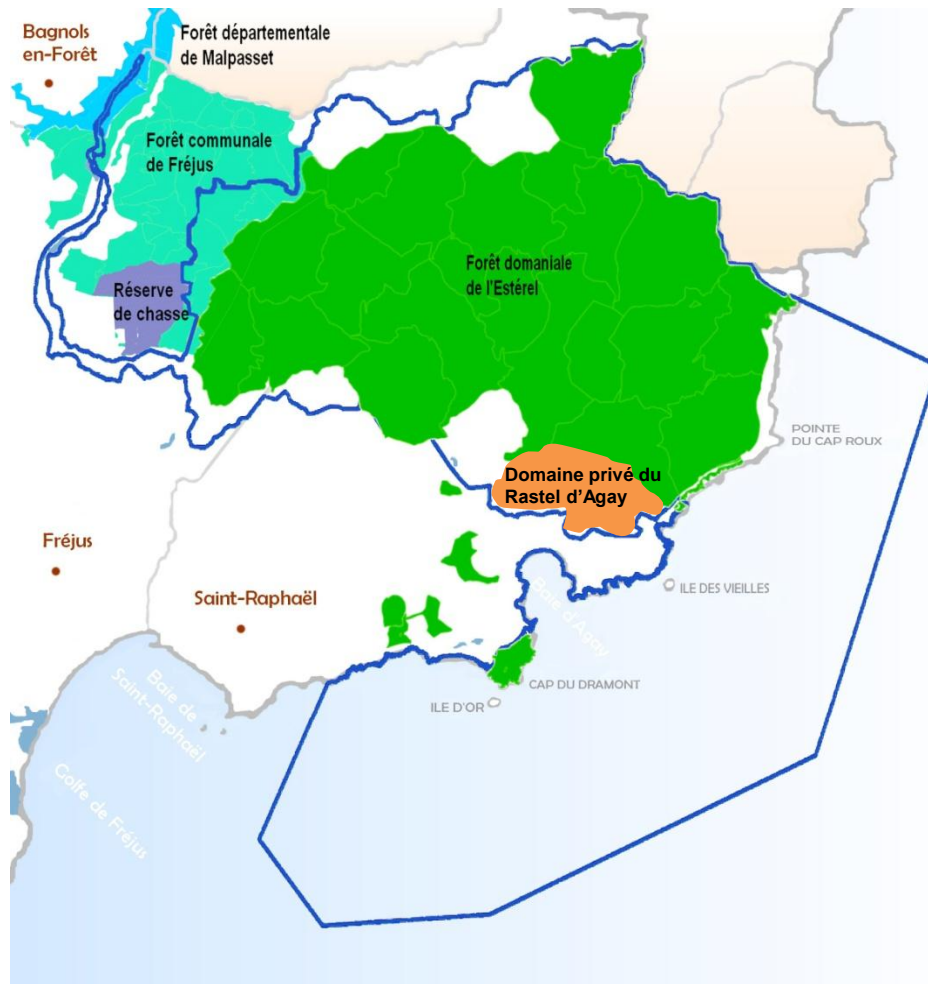 Bagnols
en-Forêt
Forêt départementale
de Malpasset
Forêt communale
de Fréjus
Réserve
de chasse
Forêt domaniale
de l'Estérel
POINTE
DU CAP ROUX
Domaine privé du
Rastel d’Agay
Fréjus
Saint-Raphaël
ILE DES VIEILLES
Baie d'Agay
CAP DU DRAMONT
ILE D'OR
Baie de
Saint-Raphaël
Golfe de Fréjus